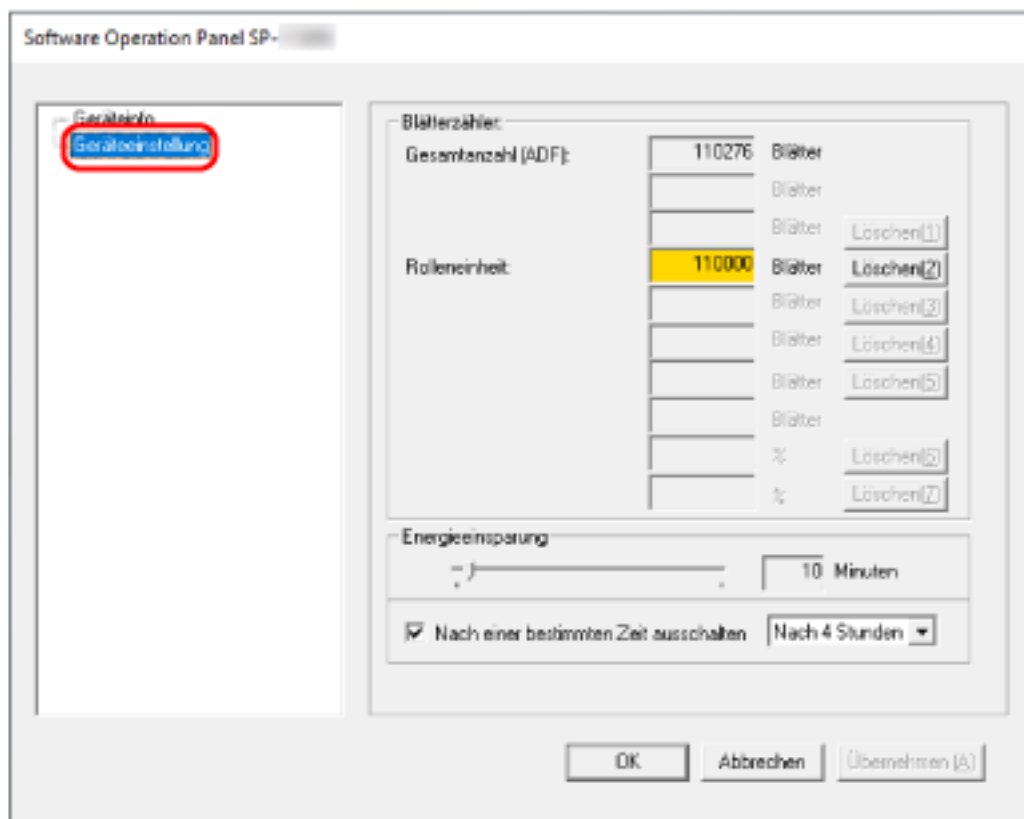 Software Operation Panel SP-
Geräteinfo
Geräteeinstellung
Blätterzähler:
Gesamtanzahl (ADF): 110276 Blätter
Blätter
Blätter Löschen(1)
Rolleneinheit: 110000 Blätter Löschen(2)
Blätter Löschen(3)
Blätter Löschen(4)
Blätter Löschen(5)
Blätter
% Löschen(6)
% Löschen(7)
Energieeinsparung
10 Minuten
Nach einer bestimmten Zeit ausschalten Nach 4 Stunden
OK Abbrechen Übernehmen (A)